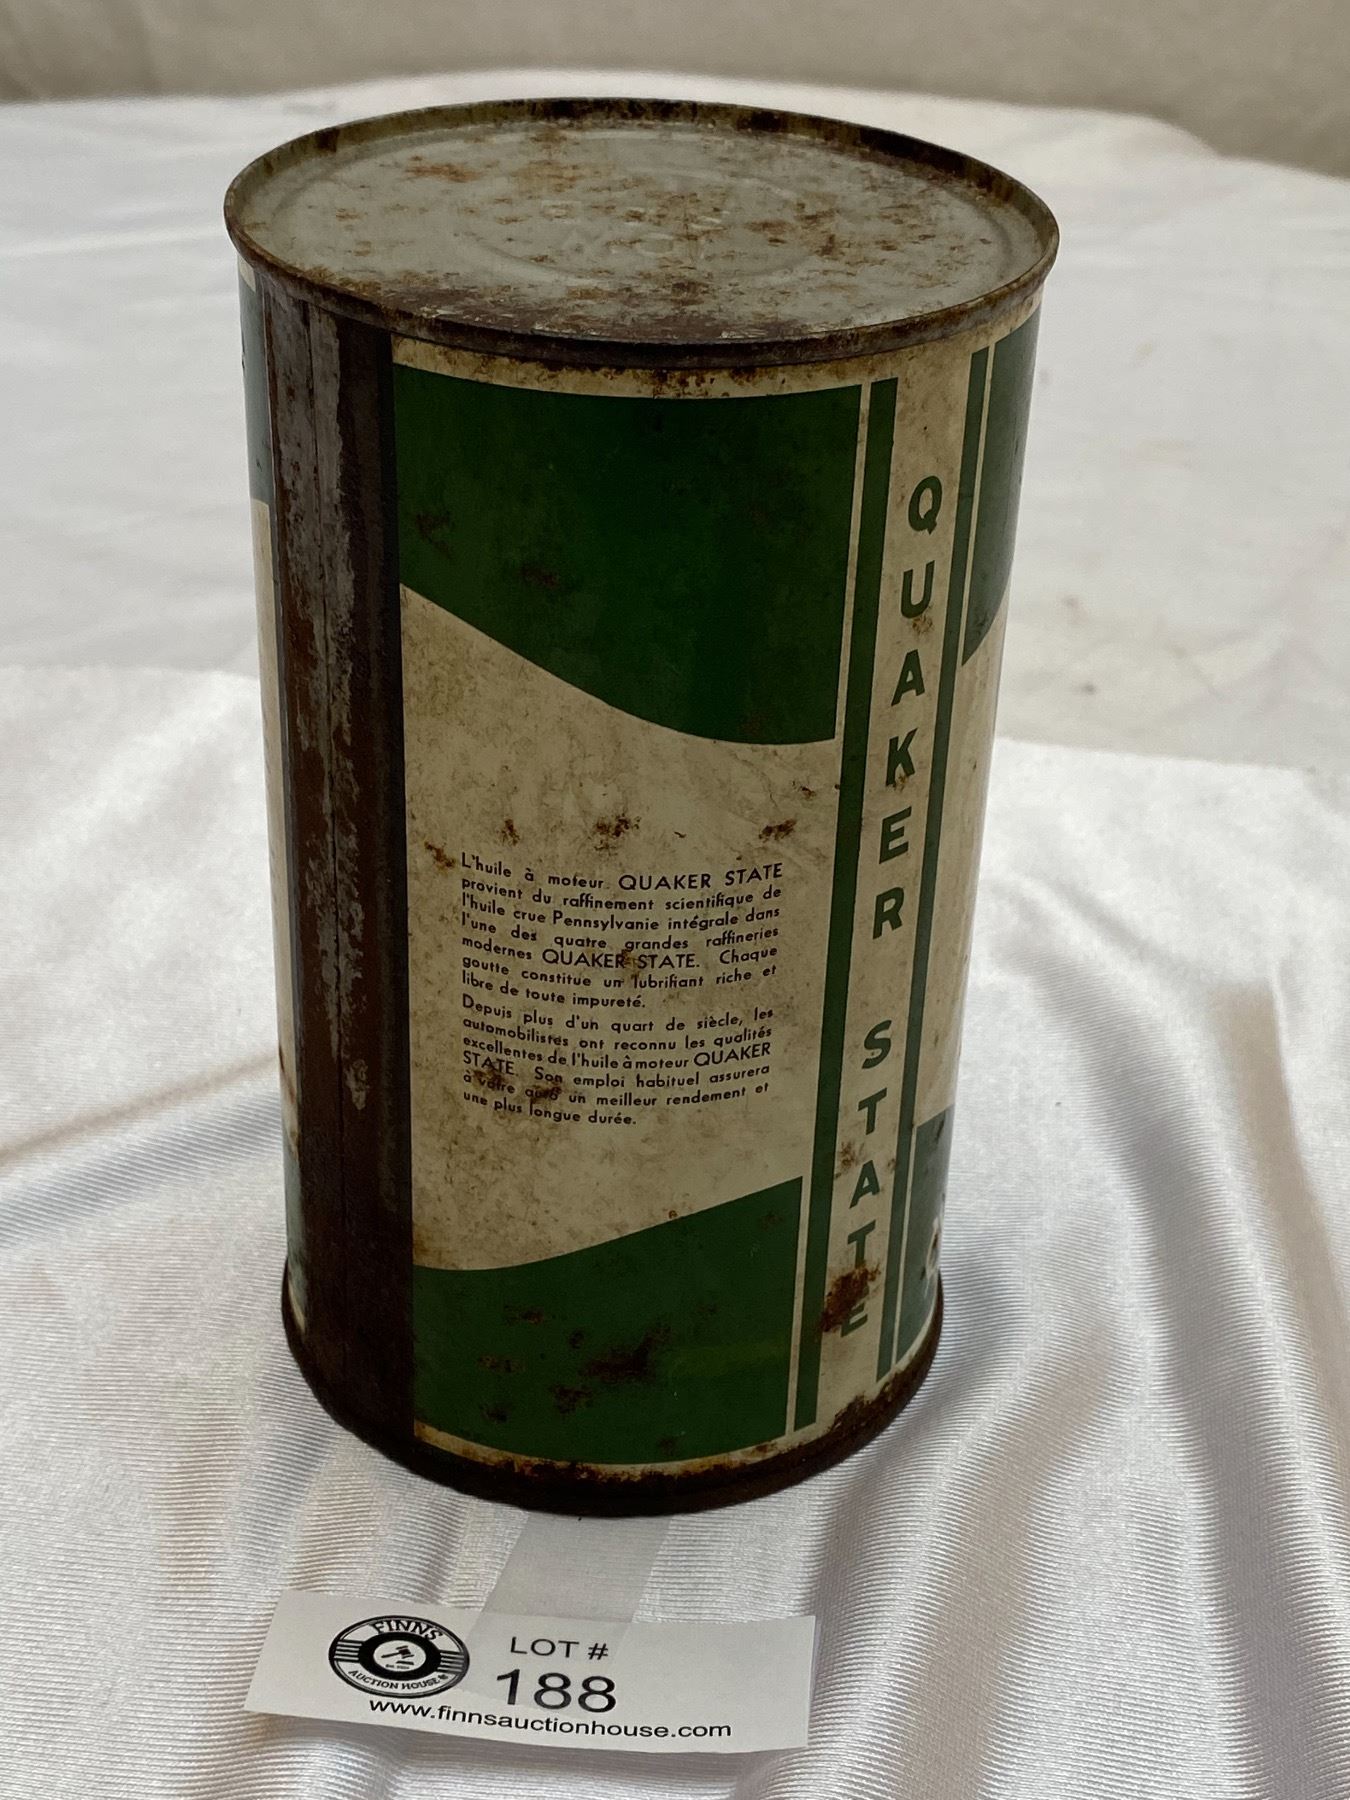 QUAKER STATE
L'huile à moteur QUAKER STATE
provient du raffinement scientifique de
l'huile crue Pennsylvanie intégrale dans
l'une des quatre grandes raffineries
modernes QUAKER STATE. Chaque
goutte constitue un lubrifiant riche et
libre de toute impureté.
Depuis plus d'un quart de siècle, les
automobilistes ont reconnu les qualités
excellentes de l'huile à moteur QUAKER
STATE. Son emploi habituel assurera
à votre auto un meilleur rendement et
une plus longue durée.
FINNS
AUCTION HOUSE
LOT #
188
www.finnsauctionhouse.com